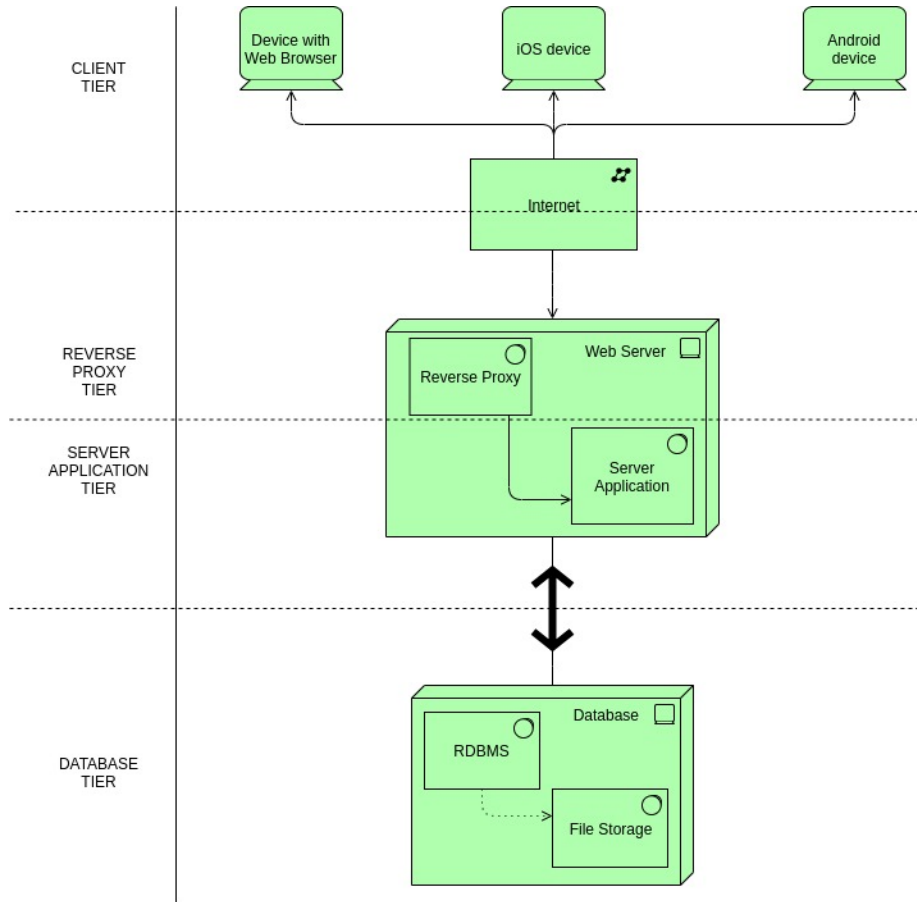 CLIENT
TIER
Device with
Web Browser
iOS device
Android
device
Internet
REVERSE
PROXY
TIER
Web Server
Reverse Proxy
SERVER
APPLICATION
TIER
Server
Application
DATABASE
TIER
Database
RDBMS
File Storage